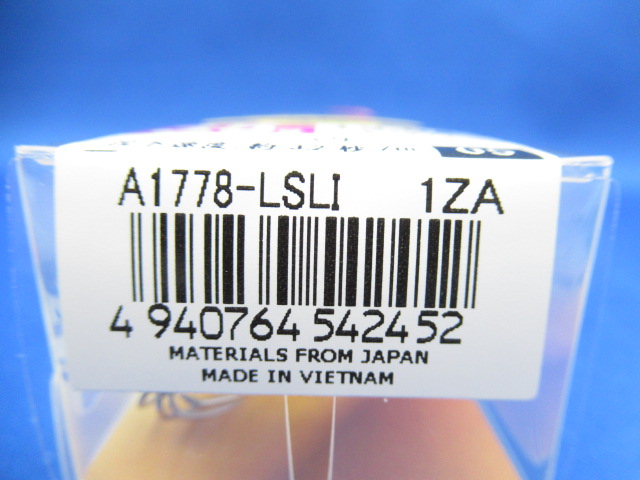 A1778-LSLI 1ZA
4 940764 542452
MATERIALS FROM JAPAN
MADE IN VIETNAM